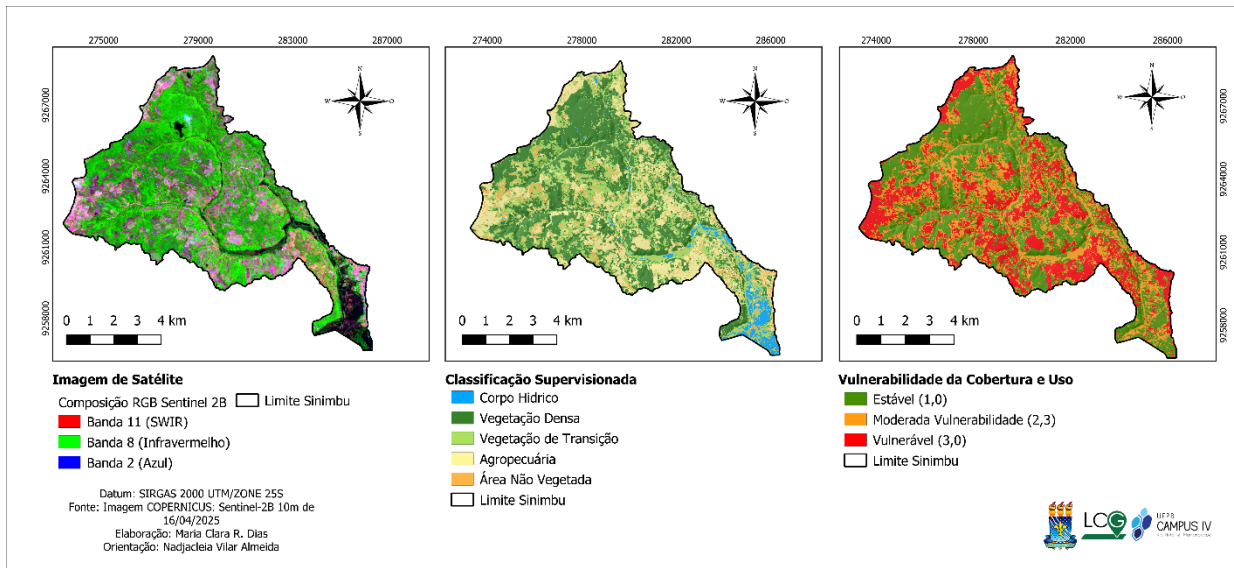 275000 279000 283000 287000
274000 278000 282000 286000
274000 278000 282000 286000
9267000
9264000
9261000
9258000
N
W O
S
N
W O
S
N
W O
S
9267000
9264000
9261000
9258000
0 1 2 3 4 km
0 1 2 3 4 km
0 1 2 3 4 km
Imagem de Satélite
Composição RGB Sentinel 2B
Limite Sinimbu
Banda 11 (SWIR)
Banda 8 (Infravermelho)
Banda 2 (Azul)
Datum: SIRGAS 2000 UTM/ZONE 25S
Fonte: Imagem COPERNICUS: Sentinel-2B 10m de
16/04/2025
Elaboração: Maria Clara R. Dias
Orientação: Nadjacleia Vilar Almeida
Classificação Supervisionada
Corpo Hidrico
Vegetação Densa
Vegetação de Transição
Agropecuária
Área Não Vegetada
Limite Sinimbu
Vulnerabilidade da Cobertura e Uso
Estável (1,0)
Moderada Vulnerabilidade (2,3)
Vulnerável (3,0)
Limite Sinimbu
LCG
UEPB
CAMPUS IV